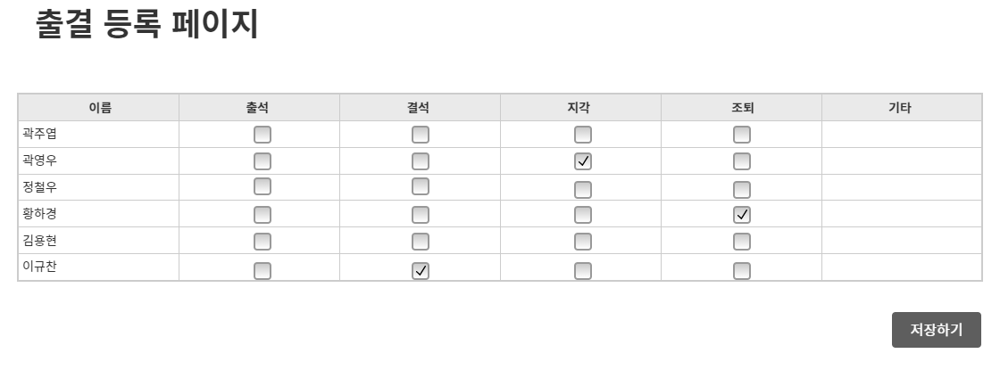 출결 등록 페이지
이름 출석 결석 지각 조퇴 기타
곽주엽
곽영우
정철우
황하경
김용현
이규찬
저장하기